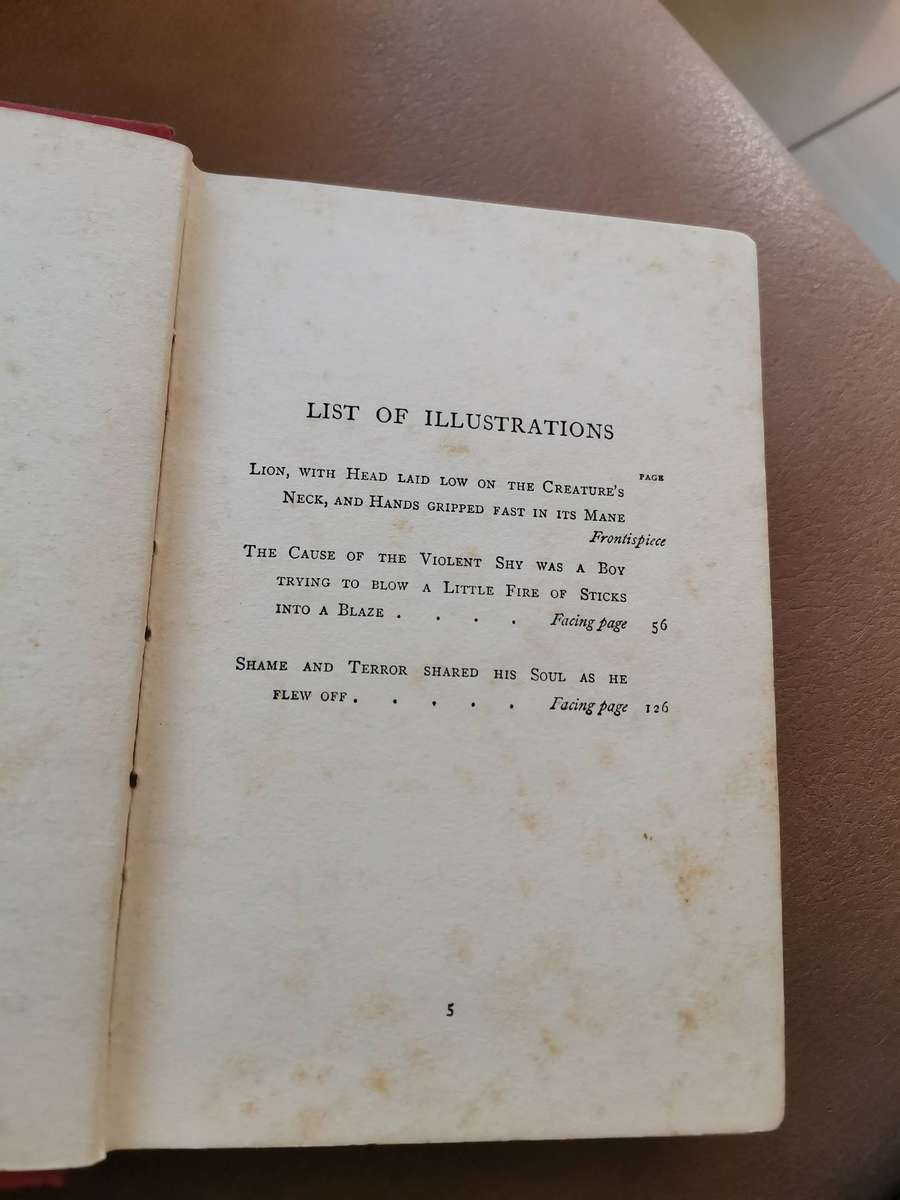 LIST OF ILLUSTRATIONS
PAGE
Lion, with Head laid low on the Creature's
Neck, and Hands gripped fast in its Mane
Frontispiece
The Cause of the Violent Shy was a Boy
trying to blow a Little Fire of Sticks
into a Blaze . . . . Facing page 56
Shame and Terror shared his Soul as he
flew off . . . . . Facing page 126
5